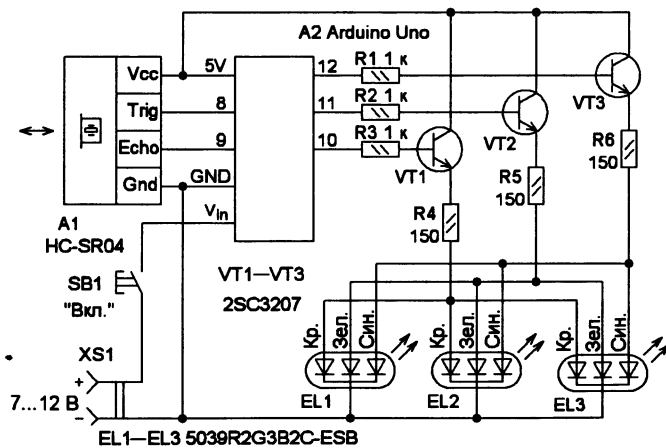 A2 Arduino Uno
Vcc 5V 12 R1 1 к
Trig 8 11 R2 1 к VT3
Echo 9 10 R3 1 к VT2 R6
150
Gnd GND VT1 R5
150
Vin R4
150
A1
HC-SR04
VT1—VT3
2SC3207
SB1
"Вкл."
Кр. Зел. Син. Кр. Зел. Син. Кр. Зел. Син.
XS1
+
7...12 В
−
EL1 EL2 EL3
EL1—EL3 5039R2G3B2C-ESB